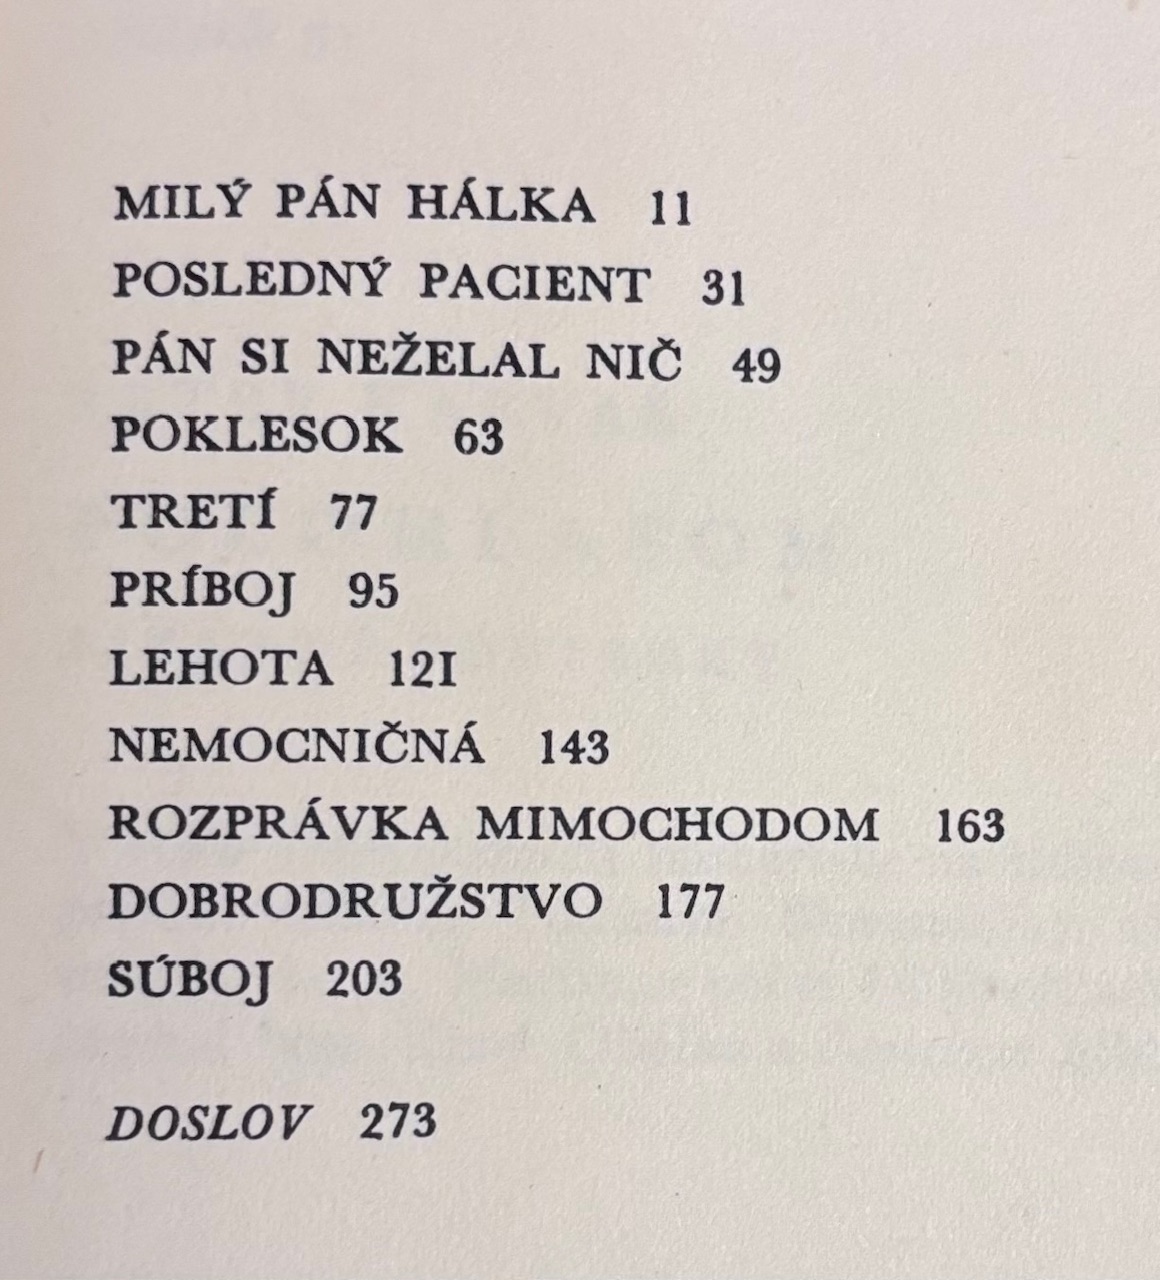 MILÝ PÁN HÁLKA 11
POSLEDNÝ PACIENT 31
PÁN SI NEŽELAL NIČ 49
POKLESOK 63
TRETÍ 77
PRÍBOJ 95
LEHOTA 121
NEMOCNIČNÁ 143
ROZPRÁVKA MIMOCHODOM 163
DOBRODRUŽSTVO 177
SÚBOJ 203
DOSLOV 273